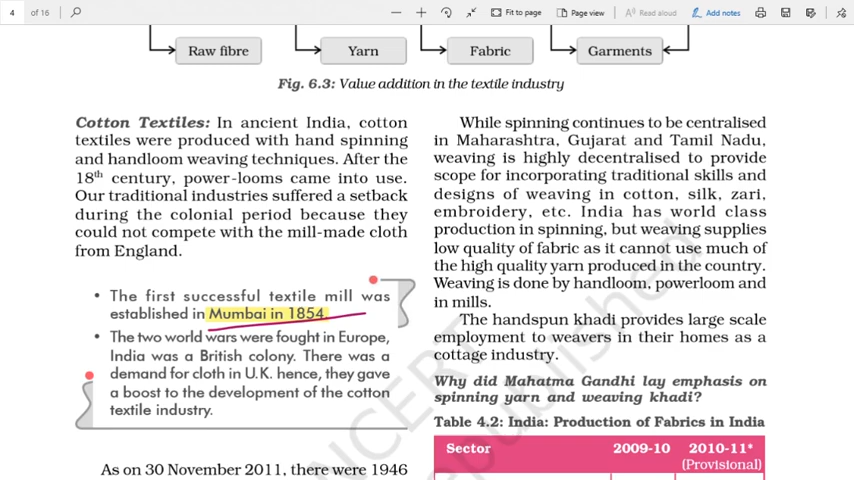 4 of 16
Fit to page
Page view
Read aloud
Add notes
Raw fibre
Yarn
Fabric
Garments
Fig. 6.3: Value addition in the textile industry
Cotton Textiles: In ancient India, cotton
textiles were produced with hand spinning
and handloom weaving techniques. After the
18th century, power-looms came into use.
Our traditional industries suffered a setback
during the colonial period because they
could not compete with the mill-made cloth
from England.
• The first successful textile mill was
established in Mumbai in 1854.
• The two world wars were fought in Europe,
India was a British colony. There was a
demand for cloth in U.K. hence, they gave
a boost to the development of the cotton
textile industry.
As on 30 November 2011, there were 1946
While spinning continues to be centralised
in Maharashtra, Gujarat and Tamil Nadu,
weaving is highly decentralised to provide
scope for incorporating traditional skills and
designs of weaving in cotton, silk, zari,
embroidery, etc. India has world class
production in spinning, but weaving supplies
low quality of fabric as it cannot use much of
the high quality yarn produced in the country.
Weaving is done by handloom, powerloom and
in mills.
The handspun khadi provides large scale
employment to weavers in their homes as a
cottage industry.
Why did Mahatma Gandhi lay emphasis on
spinning yarn and weaving khadi?
Table 4.2: India: Production of Fabrics in India
Sector 2009-10 2010-11*
(Provisional)
NCERT
republished